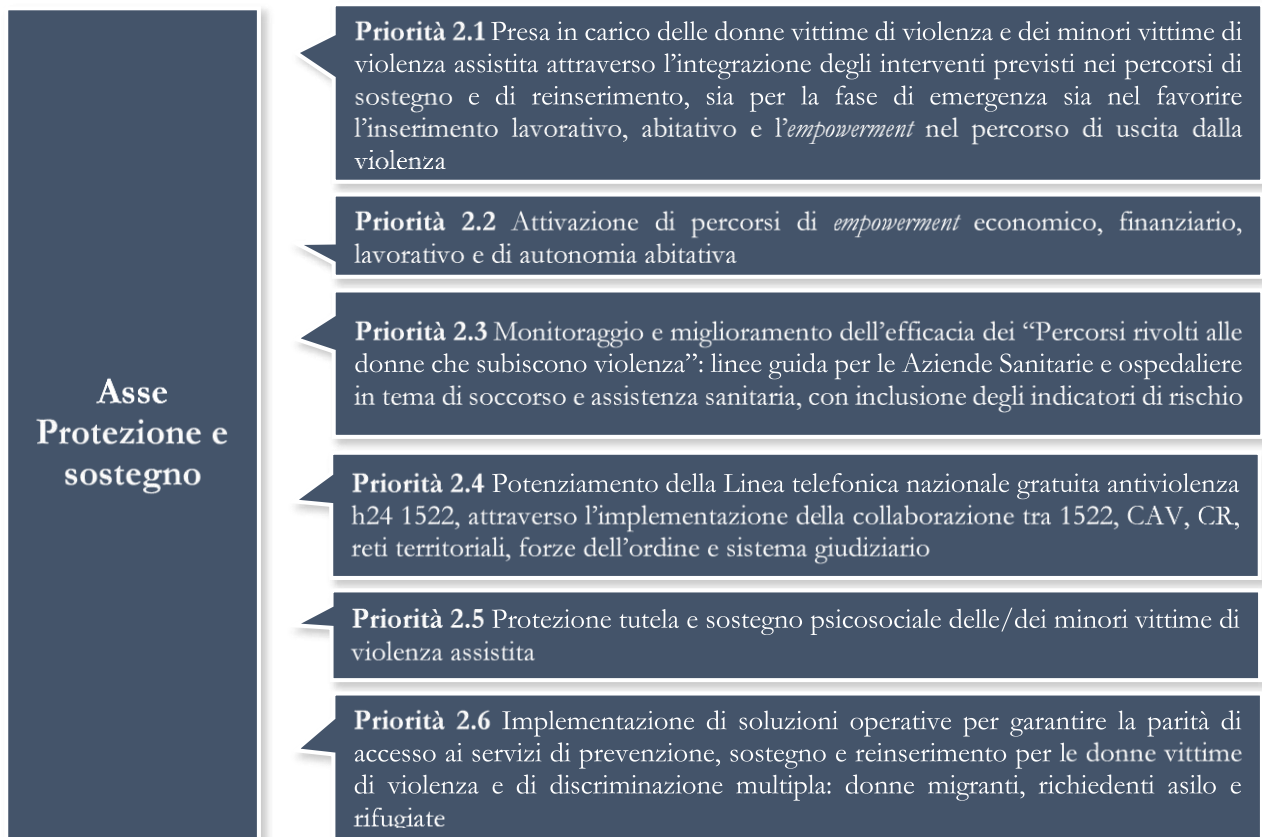 Asse
Protezione e
sostegno
Priorità 2.1 Presa in carico delle donne vittime di violenza e dei minori vittime di
violenza assistita attraverso l’integrazione degli interventi previsti nei percorsi di
sostegno e di reinserimento, sia per la fase di emergenza sia nel favorire
l’inserimento lavorativo, abitativo e l’empowerment nel percorso di uscita dalla
violenza
Priorità 2.2 Attivazione di percorsi di empowerment economico, finanziario,
lavorativo e di autonomia abitativa
Priorità 2.3 Monitoraggio e miglioramento dell’efficacia dei “Percorsi rivolti alle
donne che subiscono violenza”: linee guida per le Aziende Sanitarie e ospedaliere
in tema di soccorso e assistenza sanitaria, con inclusione degli indicatori di rischio
Priorità 2.4 Potenziamento della Linea telefonica nazionale gratuita antiviolenza
h24 1522, attraverso l’implementazione della collaborazione tra 1522, CAV, CR,
reti territoriali, forze dell’ordine e sistema giudiziario
Priorità 2.5 Protezione tutela e sostegno psicosociale delle/dei minori vittime di
violenza assistita
Priorità 2.6 Implementazione di soluzioni operative per garantire la parità di
accesso ai servizi di prevenzione, sostegno e reinserimento per le donne vittime
di violenza e di discriminazione multipla: donne migranti, richiedenti asilo e
rifugiate